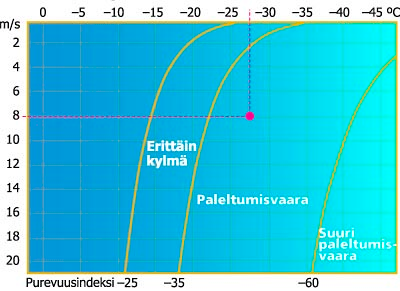 0 –5 –10 –15 –20 –25 –30 –35 –40 –45 °C
m/s
2
4
6
8
10
12
14
16
18
20
Erittäin
kylmä
Paleltumisvaara
Suuri
paleltumis-
vaara
Purevuusindeksi –25 –35 –60